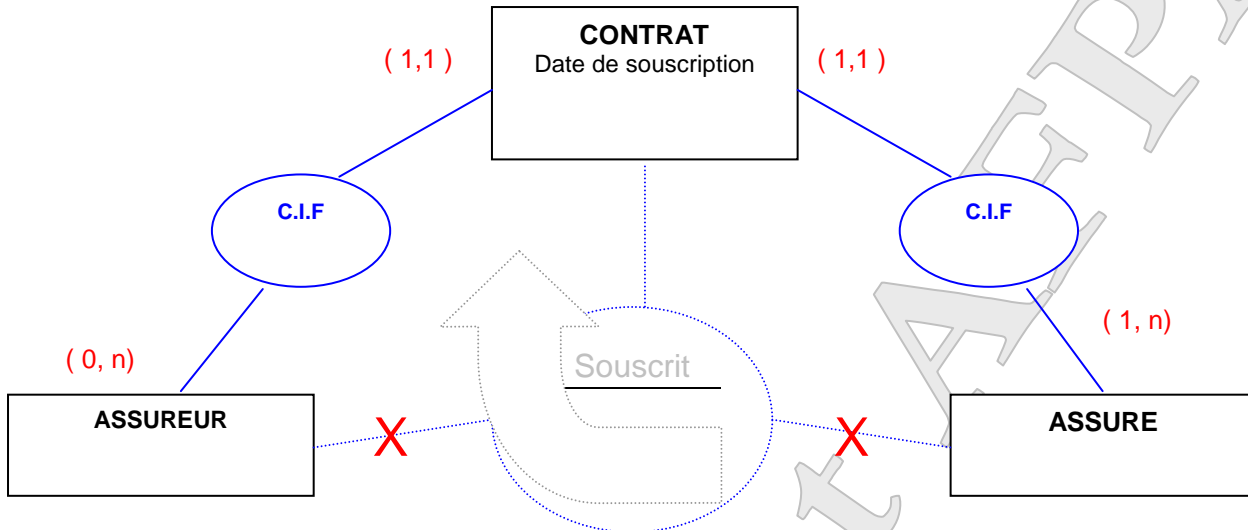 CONTRAT
Date de souscription
( 1,1 )
( 1,1 )
C.I.F
C.I.F
( 0, n)
( 1, n)
Souscrit
ASSUREUR
X
X
ASSURE